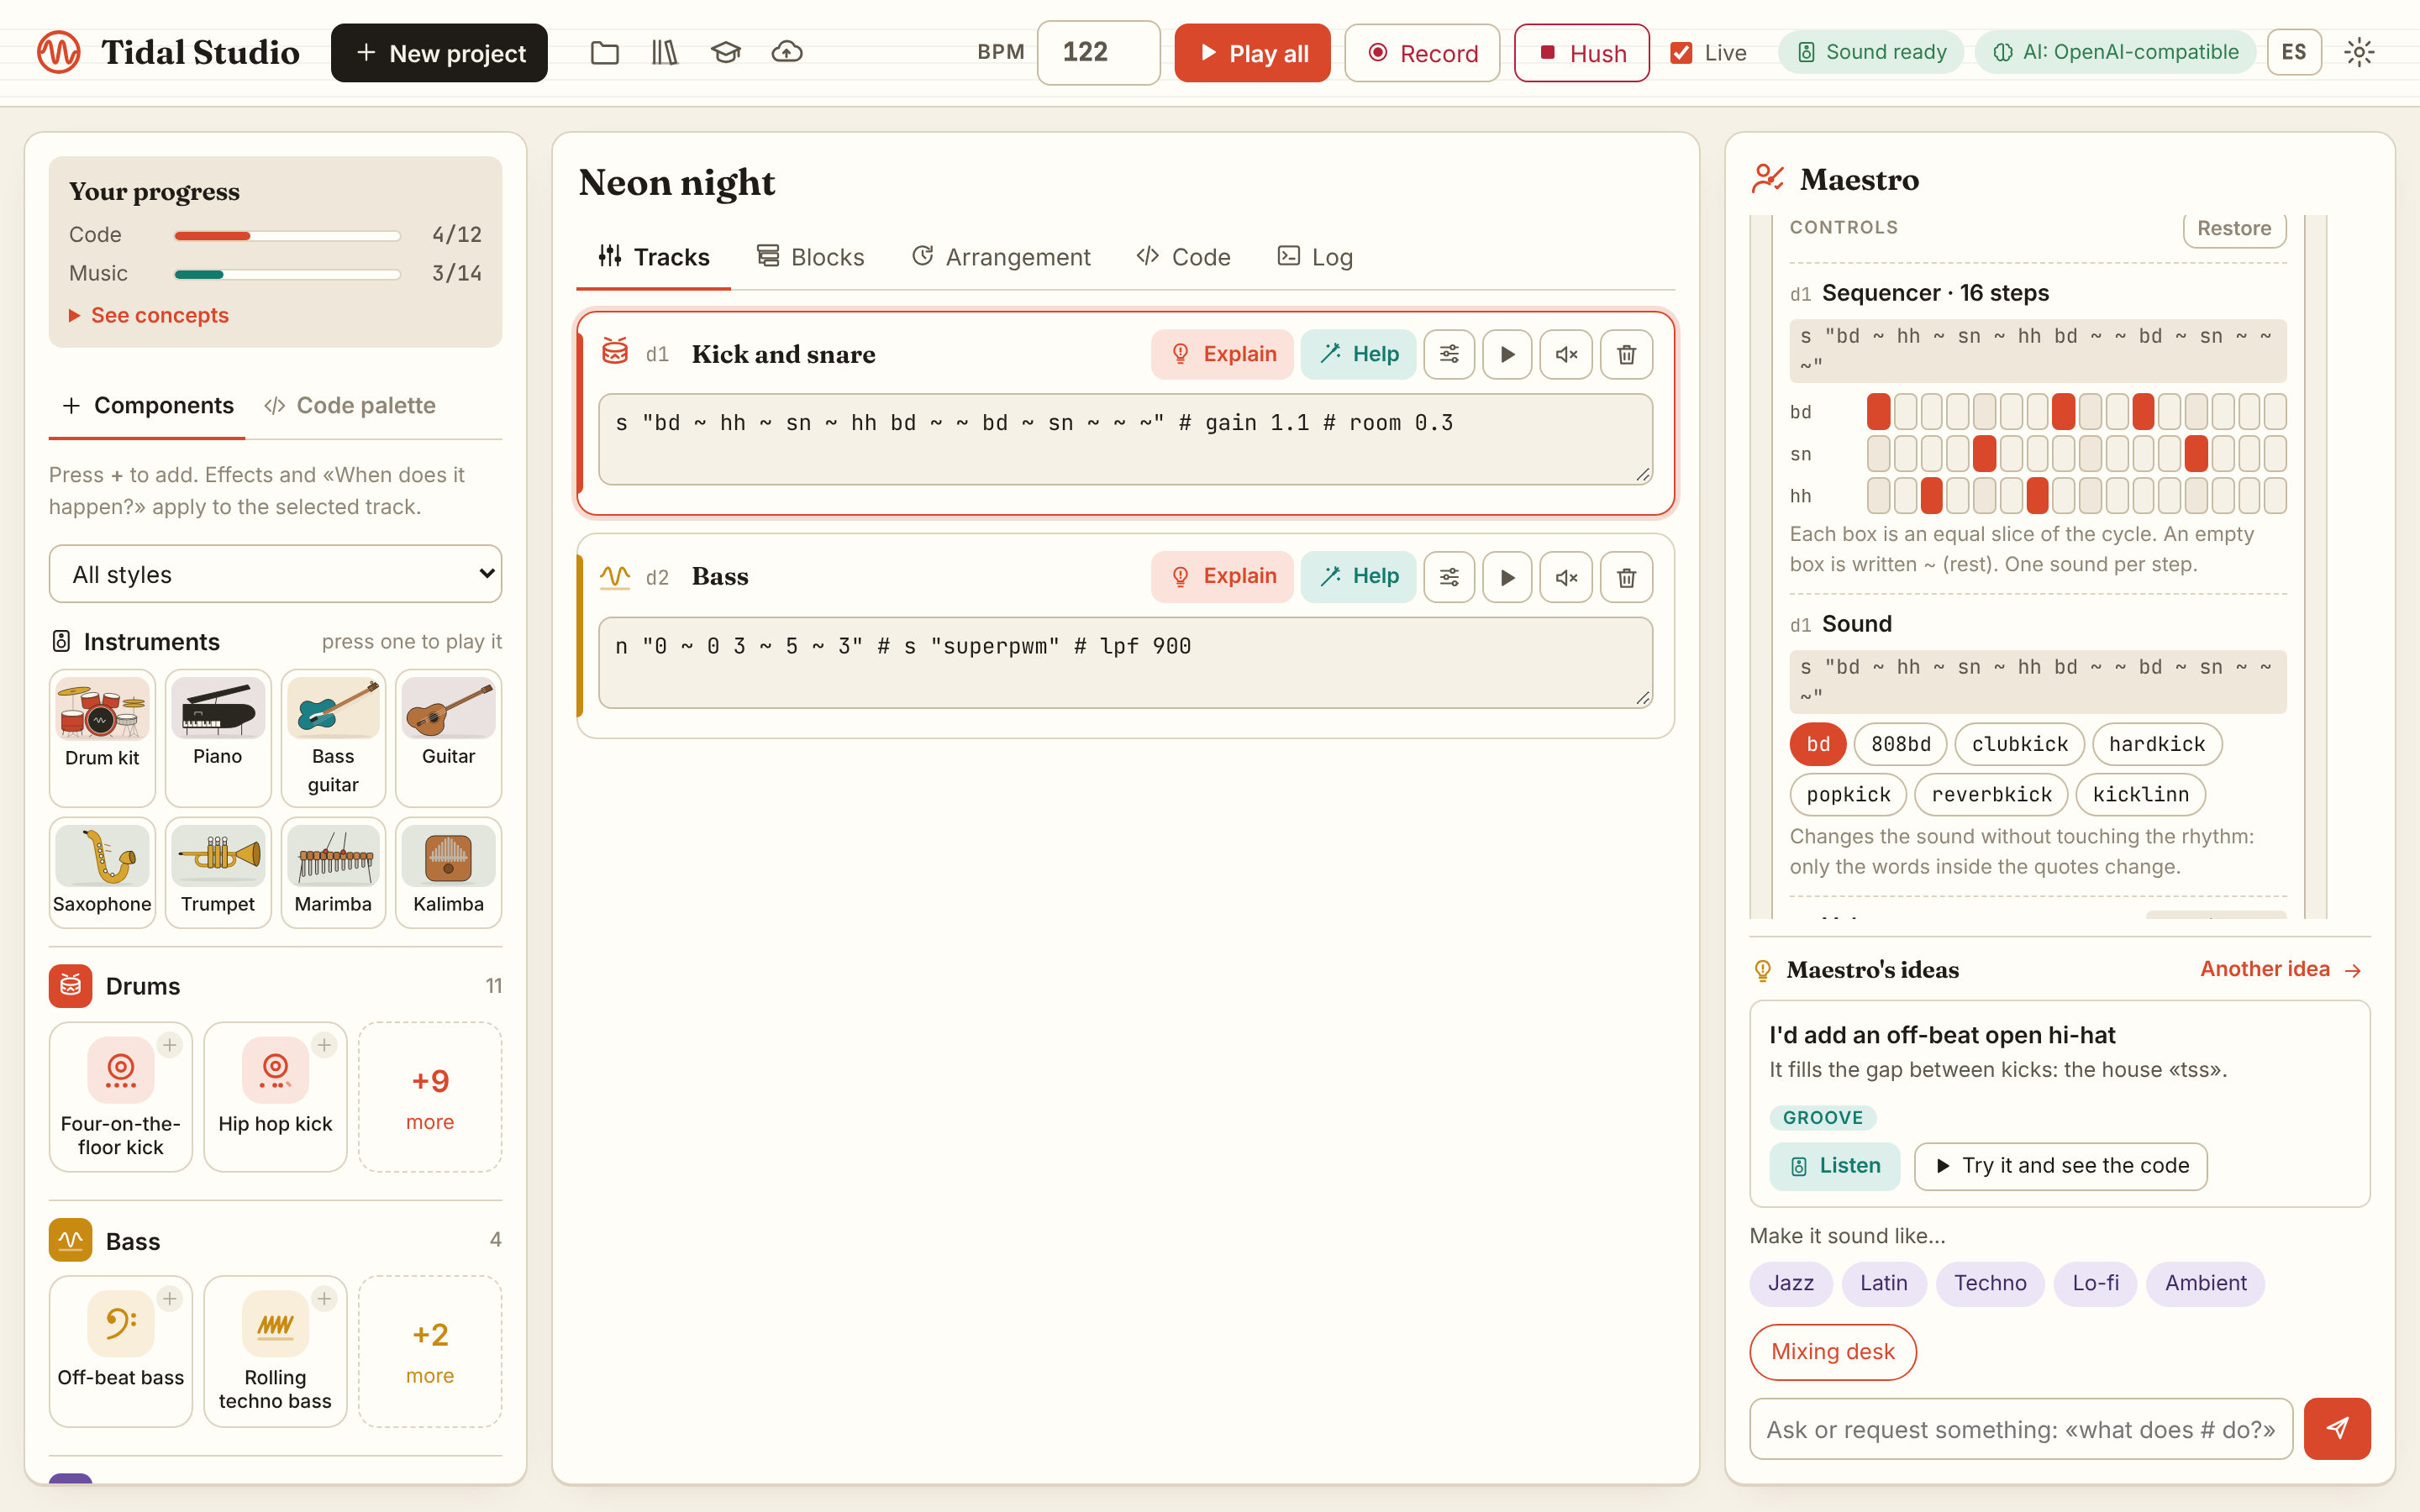 Tidal Studio
New project
BPM
122
Play all
Record
Hush
Live
Sound ready
AI: OpenAI-compatible
ES
Your progress
Code 4/12
Music 3/14
See concepts
Components
Code palette
Press + to add. Effects and «When does it
happen?» apply to the selected track.
All styles
Instruments
press one to play it
Drum kit
Piano
Bass
guitar
Guitar
Saxophone
Trumpet
Marimba
Kalimba
Drums
11
Four-on-the-
floor kick
Hip hop kick
+9
more
Bass
4
Off-beat bass
Rolling
techno bass
+2
more
Neon night
Tracks
Blocks
Arrangement
Code
Log
d1 Kick and snare
Explain
Help
s "bd ~ hh ~ sn ~ hh bd ~ ~ bd ~ sn ~ ~ ~" # gain 1.1 # room 0.3
d2 Bass
Explain
Help
n "0 ~ 0 3 ~ 5 ~ 3" # s "superpwm" # lpf 900
Maestro
CONTROLS
Restore
d1 Sequencer · 16 steps
s "bd ~ hh ~ sn ~ hh bd ~ ~ bd ~ sn ~ ~
~"
bd
sn
hh
Each box is an equal slice of the cycle. An empty
box is written ~ (rest). One sound per step.
d1 Sound
s "bd ~ hh ~ sn ~ hh bd ~ ~ bd ~ sn ~ ~
~"
bd
808bd
clubkick
hardkick
popkick
reverbkick
kicklinn
Changes the sound without touching the rhythm:
only the words inside the quotes change.
Maestro's ideas
Another idea →
I'd add an off-beat open hi-hat
It fills the gap between kicks: the house «tss».
GROOVE
Listen
Try it and see the code
Make it sound like...
Jazz
Latin
Techno
Lo-fi
Ambient
Mixing desk
Ask or request something: «what does # do?»